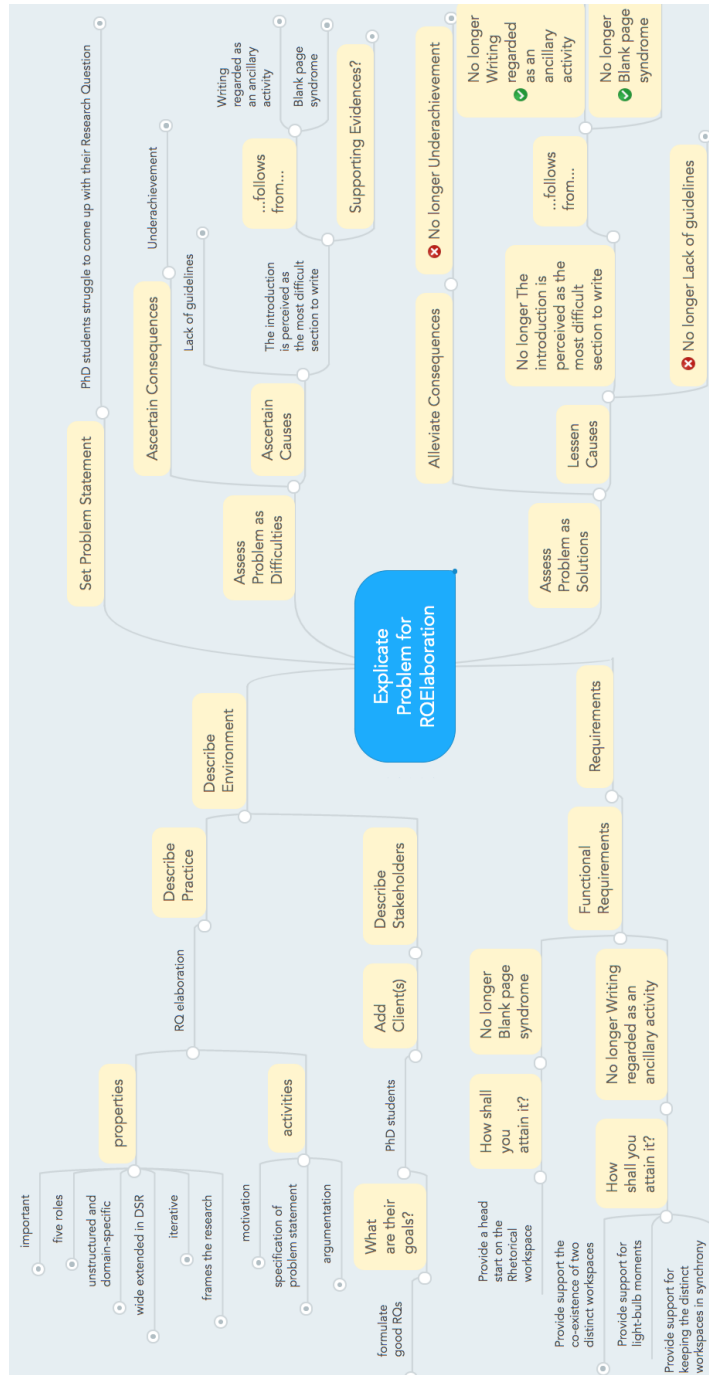 Explicate
Problem for
RQElaboration
Set Problem Statement
PhD students struggle to come up with their Research Question
Assess
Problem as
Difficulties
Ascertain Consequences
Underachievement
Ascertain
Causes
Lack of guidelines
The introduction
is perceived as
the most difficult
section to write
...follows
from...
Writing
regarded as
an ancillary
activity
Blank page
syndrome
Supporting Evidences?
Assess
Problem as
Solutions
Alleviate Consequences
No longer Underachievement
Lessen
Causes
No longer The
introduction is
perceived as the
most difficult
section to write
...follows
from...
No longer
Writing
regarded
as an
ancillary
activity
No longer
Blank page
syndrome
No longer Lack of guidelines
Describe
Environment
Describe
Practice
RQ elaboration
properties
important
five roles
unstructured and
domain-specific
wide extended in DSR
iterative
frames the research
activities
motivation
specification of
problem statement
argumentation
Describe
Stakeholders
Add
Client(s)
PhD students
What
are their
goals?
formulate
good RQs
Requirements
Functional
Requirements
No longer
Blank page
syndrome
How shall
you
attain it?
Provide a head
start on the
Rhetorical
workspace
No longer Writing
regarded as an
ancillary activity
How
shall you
attain it?
Provide support the
co-existence of two
distinct workspaces
Provide support for
light-bulb moments
Provide support for
keeping the distinct
workspaces in synchrony